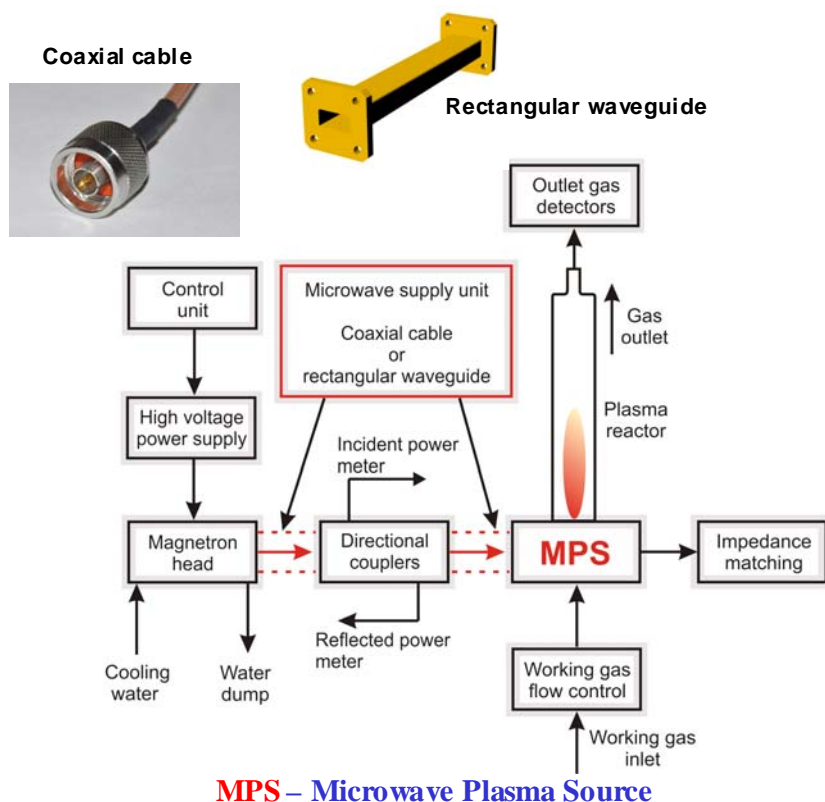 Coaxial cable
Rectangular waveguide
Outlet gas
detectors
Control
unit
Microwave supply unit
Coaxial cable
or
rectangular waveguide
Gas
outlet
High voltage
power supply
Plasma
reactor
Incident power
meter
Magnetron
head
Directional
couplers
MPS
Impedance
matching
Reflected power
meter
Cooling
water
Water
dump
Working gas
flow control
Working gas
inlet
MPS – Microwave Plasma Source